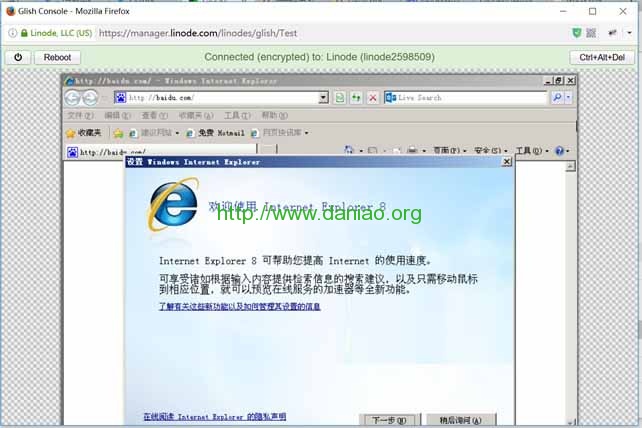 Glish Console - Mozilla Firefox
Linode, LLC (US) https://manager.linode.com/linodes/glish/Test
Reboot Connected (encrypted) to: Linode (linode2598509) Ctrl+Alt+Del
http://baidu.com/ - Windows Internet Explorer
http://baidu.com/ Live Search
文件(F) 编辑(E) 查看(V) 收藏夹(A) 工具(T) 帮助(H)
收藏夹 建议网站 免费 Hotmail 网页快讯库
http://baidu.com/ 页面(P) 安全(S) 工具(O)
设置 Windows Internet Explorer
欢迎使用 Internet Explorer 8
http://www.daniao.org
Internet Explorer 8 可帮助您提高 Internet 的使用速度。
可享受诸如根据输入内容提供检索信息的搜索建议，以及只需移动鼠标
到相应位置，就可以预览在线服务的加速器等全新功能。
了解有关这些新功能以及如何管理其设置的信息
在线阅读 Internet Explorer 的隐私声明
下一步(N) 稍后询问(A)